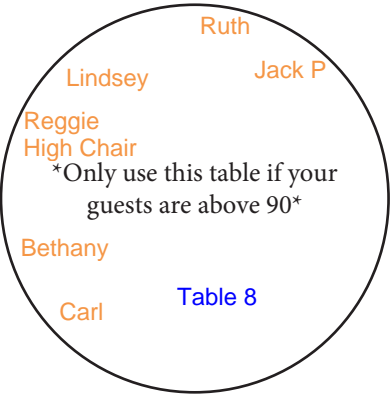 Ruth
Jack P
Lindsey
Reggie
High Chair
*Only use this table if your
guests are above 90*
Bethany
Table 8
Carl